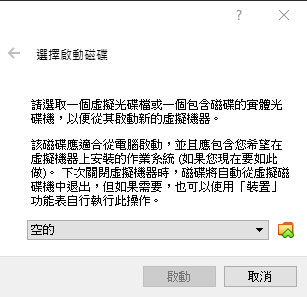 ?
選擇啟動磁碟
請選取一個虛擬光碟檔或一個包含磁碟的實體光
碟機，以便從其啟動新的虛擬機器。
該磁碟應適合從電腦啟動，並且應包含您希望在
虛擬機器上安裝的作業系統 (如果您現在要如此
做)。 下次關閉虛擬機器時，磁碟將自動從虛擬磁
碟機中退出，但如果需要，也可以使用「裝置」
功能表自行執行此操作。
空的
啟動
取消